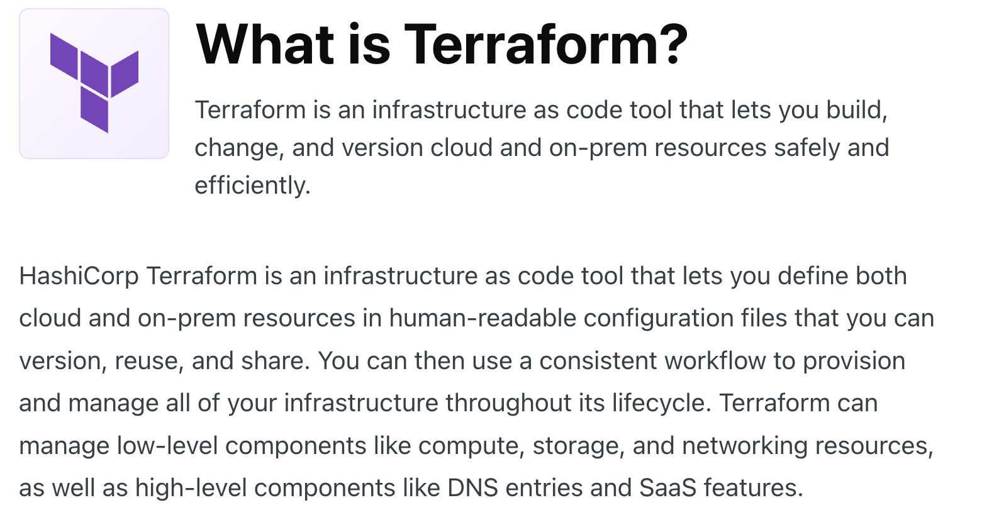 What is Terraform?
Terraform is an infrastructure as code tool that lets you build,
change, and version cloud and on-prem resources safely and
efficiently.
HashiCorp Terraform is an infrastructure as code tool that lets you define both
cloud and on-prem resources in human-readable configuration files that you can
version, reuse, and share. You can then use a consistent workflow to provision
and manage all of your infrastructure throughout its lifecycle. Terraform can
manage low-level components like compute, storage, and networking resources,
as well as high-level components like DNS entries and SaaS features.